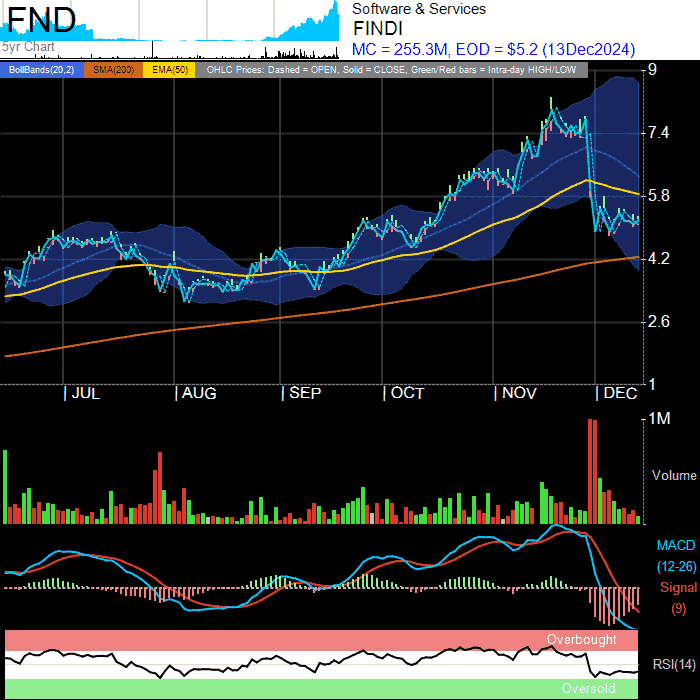 FND
5yr Chart
Software & Services
FINDI
MC = 255.3M, EOD = $5.2 (13Dec2024)
BollBands(20,2) SMA(200) EMA(50) OHLC Prices: Dashed = OPEN, Solid = CLOSE, Green/Red bars = Intra-day HIGH/LOW
9
7.4
5.8
4.2
2.6
1
JUL AUG SEP OCT NOV DEC
1M
Volume
MACD
(12-26)
Signal
(9)
Overbought
RSI(14)
Oversold